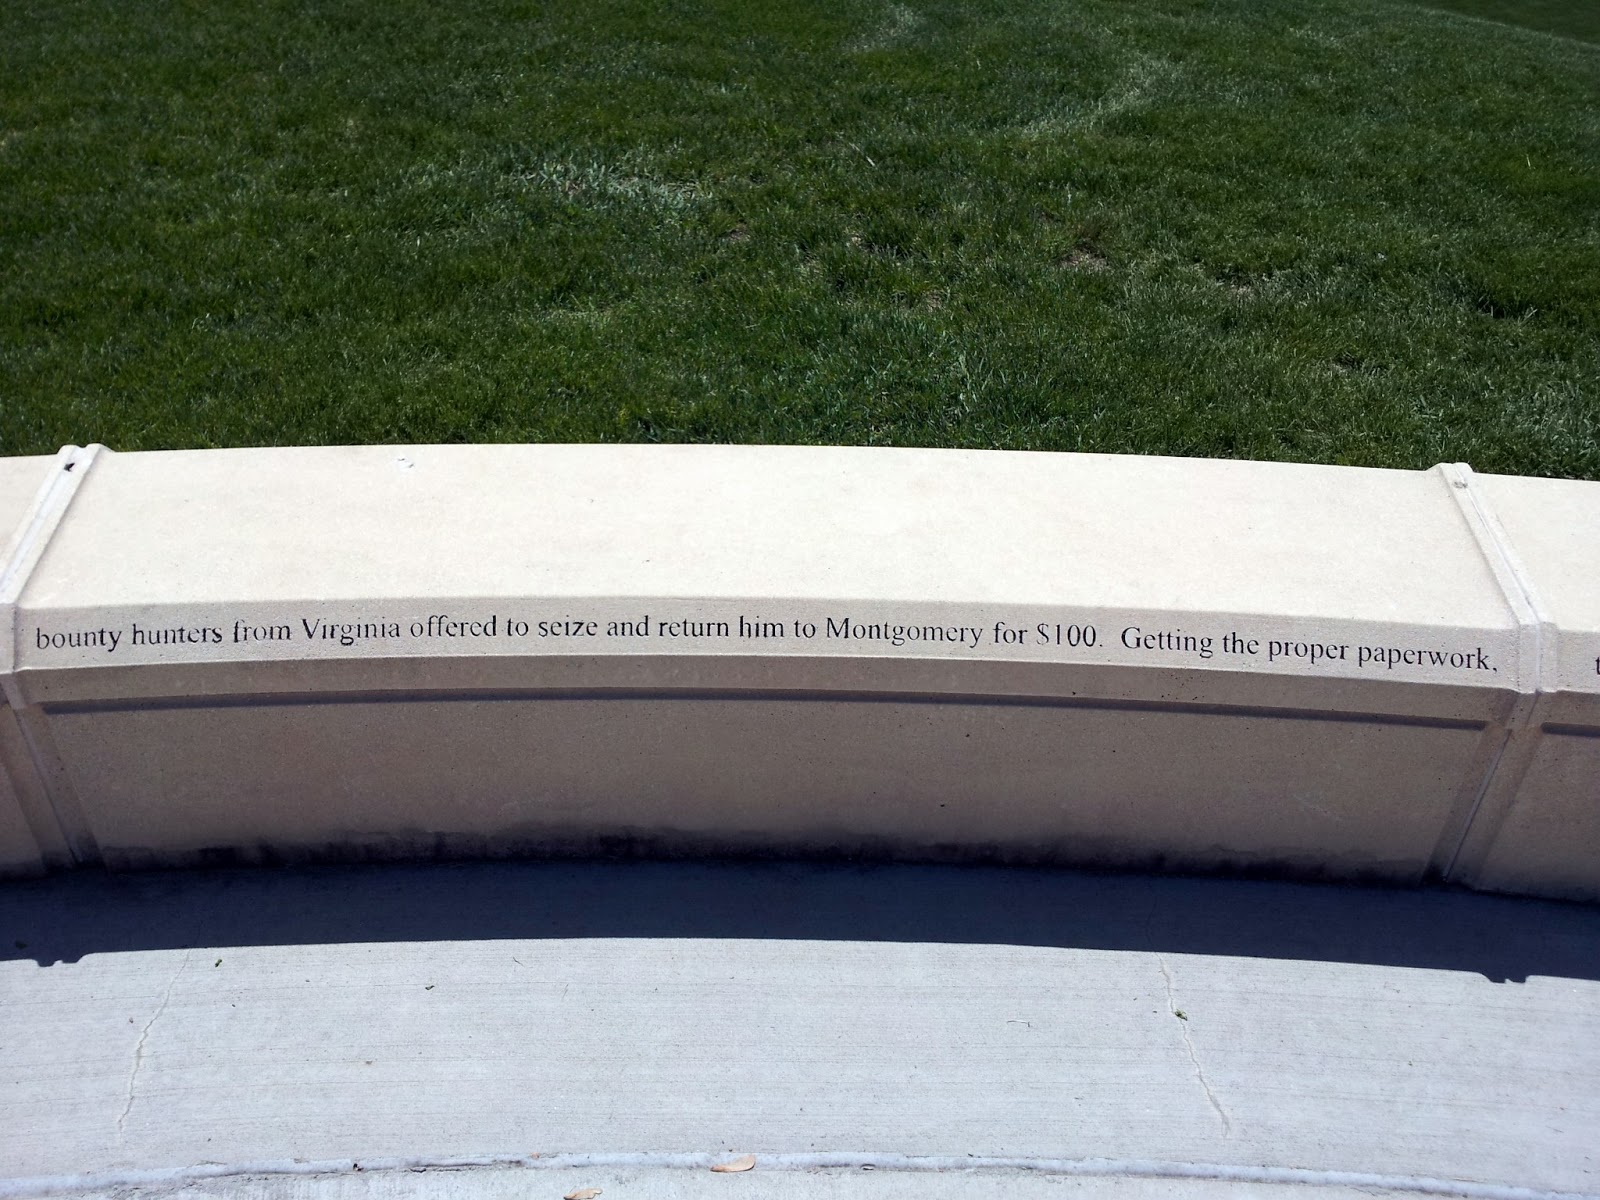 bounty hunters from Virginia offered to seize and return him to Montgomery for $100. Getting the proper paperwork,